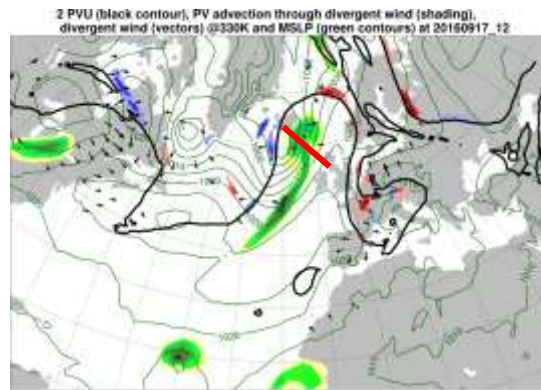 2 PVU (black contour), PV advection through divergent wind (shading),
divergent wind (vectors) @330K and MSLP (green contours) at 20160917_12